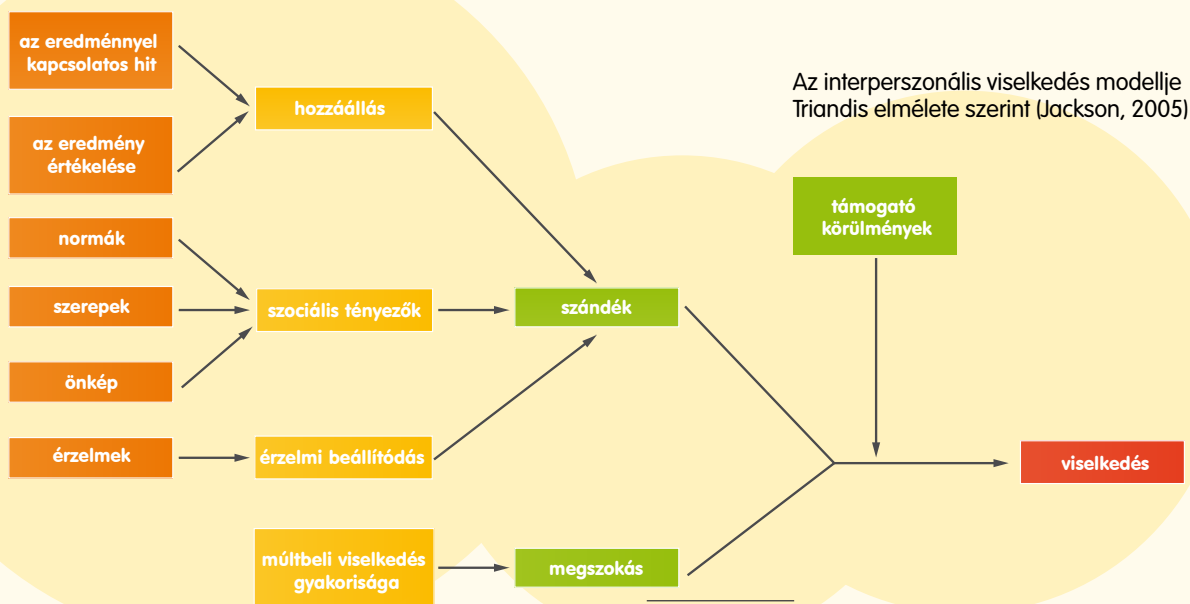 az eredménnyel
kapcsolatos hit
az eredmény
értékelése
normák
szerepek
önkép
érzelmek
hozzáállás
szociális tényezők
érzelmi beállítódás
múltbeli viselkedés
gyakorisága
szándék
megszokás
Az interperszonális viselkedés modellje
Triandis elmélete szerint (Jackson, 2005)
támogató
körülmények
viselkedés